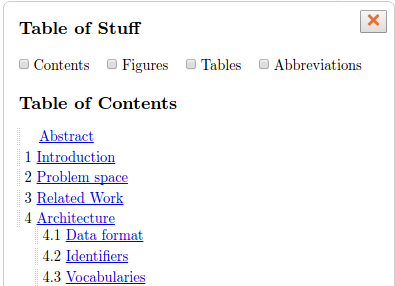 Table of Stuff
Contents Figures Tables Abbreviations
Table of Contents
Abstract
1 Introduction
2 Problem space
3 Related Work
4 Architecture
4.1 Data format
4.2 Identifiers
4.3 Vocabularies